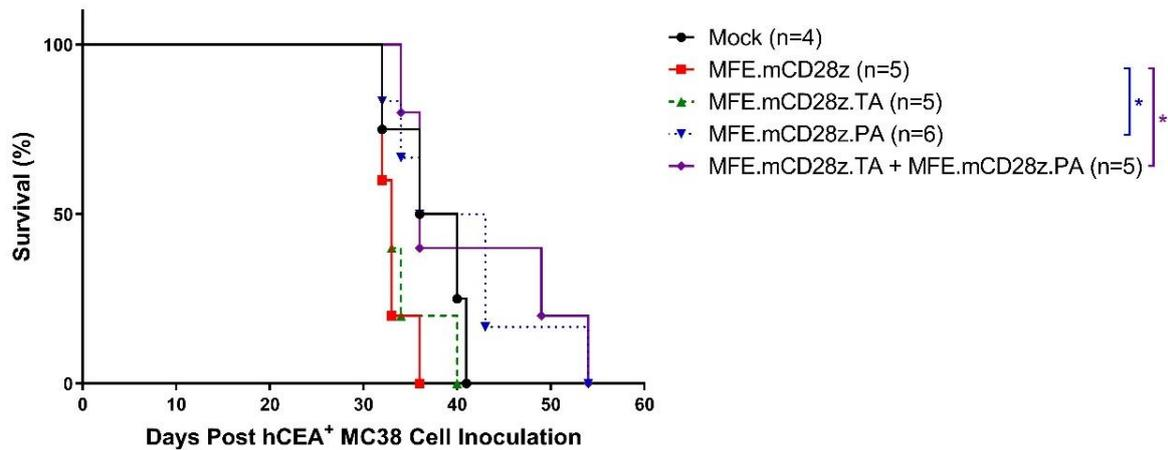 Survival (%)
100
50
0
0 10 20 30 40 50 60
Days Post hCEA⁺ MC38 Cell Inoculation
Mock (n=4)
MFE.mCD28z (n=5)
MFE.mCD28z.TA (n=5)
MFE.mCD28z.PA (n=6)
MFE.mCD28z.TA + MFE.mCD28z.PA (n=5)
* *